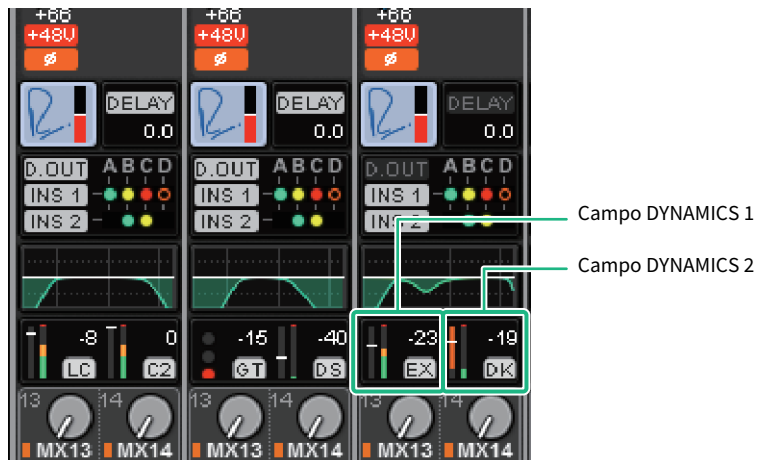 +66 +66 +66
+48V +48V +48V
ø ø ø
DELAY DELAY DELAY
0.0 0.0 0.0
D.OUT A B C D D.OUT A B C D D.OUT A B C D
INS 1 INS 1 INS 1
INS 2 INS 2 INS 2
Campo DYNAMICS 1
Campo DYNAMICS 2
-8 0 -15 -40 -23 -19
LC C2 GT DS EX DK
13 14 13 14 13 14
MX13 MX14 MX13 MX14 MX13 MX14